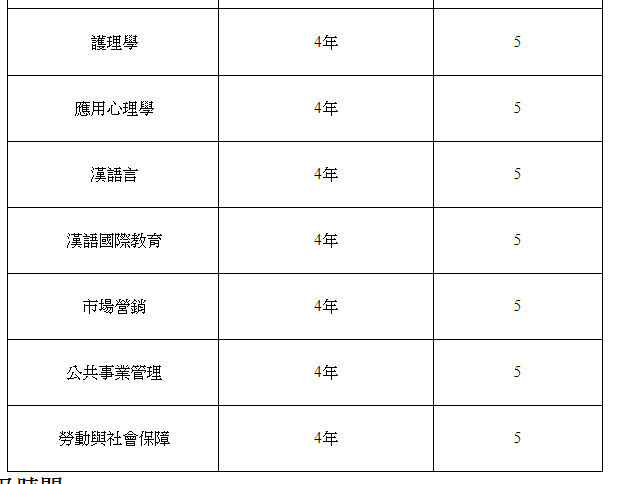 護理學 4年 5
應用心理學 4年 5
漢語言 4年 5
漢語國際教育 4年 5
市場營銷 4年 5
公共事業管理 4年 5
勞動與社會保障 4年 5